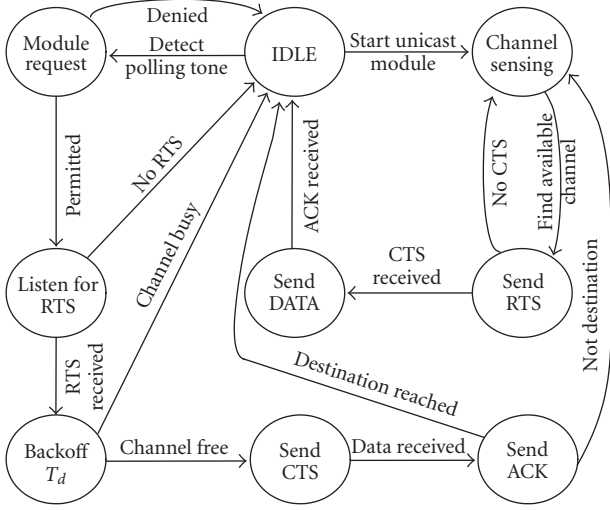 Denied
Module
request
Detect
polling tone
IDLE
Start unicast
module
Channel
sensing
Permitted
No RTS
Channel busy
ACK received
No CTS
Find available
channel
Listen for
RTS
Send
DATA
CTS
received
Send
RTS
Not destination
RTS
received
Destination reached
Backoff
T_d
Channel free
Send
CTS
Data received
Send
ACK